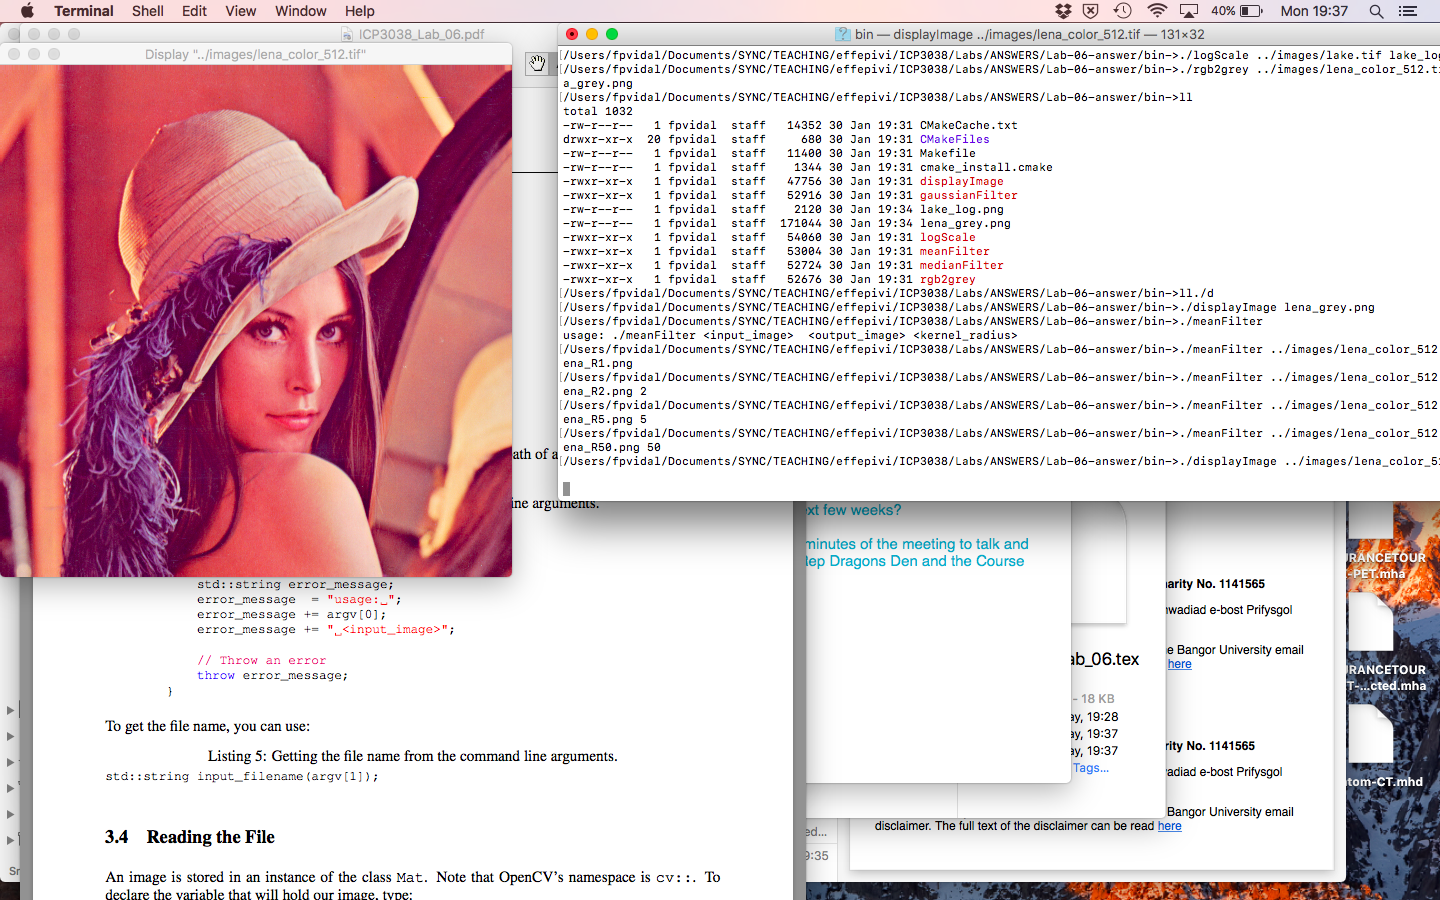 Terminal Shell Edit View Window Help
40% Mon 19:37
ICP3038_Lab_06.pdf
Display "../images/lena_color_512.tif"
bin — displayImage ../images/lena_color_512.tif — 131×32
[/Users/fpvidal/Documents/SYNC/TEACHING/effepivi/ICP3038/Labs/ANSWERS/Lab-06-answer/bin->./logScale ../images/lake.tif lake_lo
[/Users/fpvidal/Documents/SYNC/TEACHING/effepivi/ICP3038/Labs/ANSWERS/Lab-06-answer/bin->./rgb2grey ../images/lena_color_512.t
a_grey.png
[/Users/fpvidal/Documents/SYNC/TEACHING/effepivi/ICP3038/Labs/ANSWERS/Lab-06-answer/bin->ll
total 1032
-rw-r--r-- 1 fpvidal staff 14352 30 Jan 19:31 CMakeCache.txt
drwxr-xr-x 20 fpvidal staff 680 30 Jan 19:31 CMakeFiles
-rw-r--r-- 1 fpvidal staff 11400 30 Jan 19:31 Makefile
-rw-r--r-- 1 fpvidal staff 1344 30 Jan 19:31 cmake_install.cmake
-rwxr-xr-x 1 fpvidal staff 47756 30 Jan 19:31 displayImage
-rwxr-xr-x 1 fpvidal staff 52916 30 Jan 19:31 gaussianFilter
-rw-r--r-- 1 fpvidal staff 2120 30 Jan 19:34 lake_log.png
-rw-r--r-- 1 fpvidal staff 171044 30 Jan 19:34 lena_grey.png
-rwxr-xr-x 1 fpvidal staff 54060 30 Jan 19:31 logScale
-rwxr-xr-x 1 fpvidal staff 53004 30 Jan 19:31 meanFilter
-rwxr-xr-x 1 fpvidal staff 52724 30 Jan 19:31 medianFilter
-rwxr-xr-x 1 fpvidal staff 52676 30 Jan 19:31 rgb2grey
[/Users/fpvidal/Documents/SYNC/TEACHING/effepivi/ICP3038/Labs/ANSWERS/Lab-06-answer/bin->ll./d
[/Users/fpvidal/Documents/SYNC/TEACHING/effepivi/ICP3038/Labs/ANSWERS/Lab-06-answer/bin->./displayImage lena_grey.png
[/Users/fpvidal/Documents/SYNC/TEACHING/effepivi/ICP3038/Labs/ANSWERS/Lab-06-answer/bin->./meanFilter
usage: ./meanFilter <input_image> <output_image> <kernel_radius>
[/Users/fpvidal/Documents/SYNC/TEACHING/effepivi/ICP3038/Labs/ANSWERS/Lab-06-answer/bin->./meanFilter ../images/lena_color_512
ena_R1.png
[/Users/fpvidal/Documents/SYNC/TEACHING/effepivi/ICP3038/Labs/ANSWERS/Lab-06-answer/bin->./meanFilter ../images/lena_color_512
ena_R2.png 2
[/Users/fpvidal/Documents/SYNC/TEACHING/effepivi/ICP3038/Labs/ANSWERS/Lab-06-answer/bin->./meanFilter ../images/lena_color_512
ena_R5.png 5
[/Users/fpvidal/Documents/SYNC/TEACHING/effepivi/ICP3038/Labs/ANSWERS/Lab-06-answer/bin->./meanFilter ../images/lena_color_512
ena_R50.png 50
[/Users/fpvidal/Documents/SYNC/TEACHING/effepivi/ICP3038/Labs/ANSWERS/Lab-06-answer/bin->./displayImage ../images/lena_color_5
ath of a
ine arguments.
std::string error_message;
error_message = "usage:␣";
error_message += argv[0];
error_message += "␣<input_image>";
// Throw an error
throw error_message;
}
To get the file name, you can use:
Listing 5: Getting the file name from the command line arguments.
std::string input_filename(argv[1]);
3.4 Reading the File
An image is stored in an instance of the class Mat. Note that OpenCV's namespace is cv::. To
declare the variable that will hold our image, type:
ext few weeks?
minutes of the meeting to talk and
lep Dragons Den and the Course
ab_06.tex
- 18 KB
ay, 19:28
ay, 19:37
ay, 19:37
Tags...
ed...
9:35
arity No. 1141565
wadiad e-bost Prifysgol
e Bangor University email
here
rity No. 1141565
wadiad e-bost Prifysgol
Bangor University email
disclaimer. The full text of the disclaimer can be read here
URANCETOUR
-PET.mha
URANCETOUR
T-...cted.mha
tom-CT.mhd